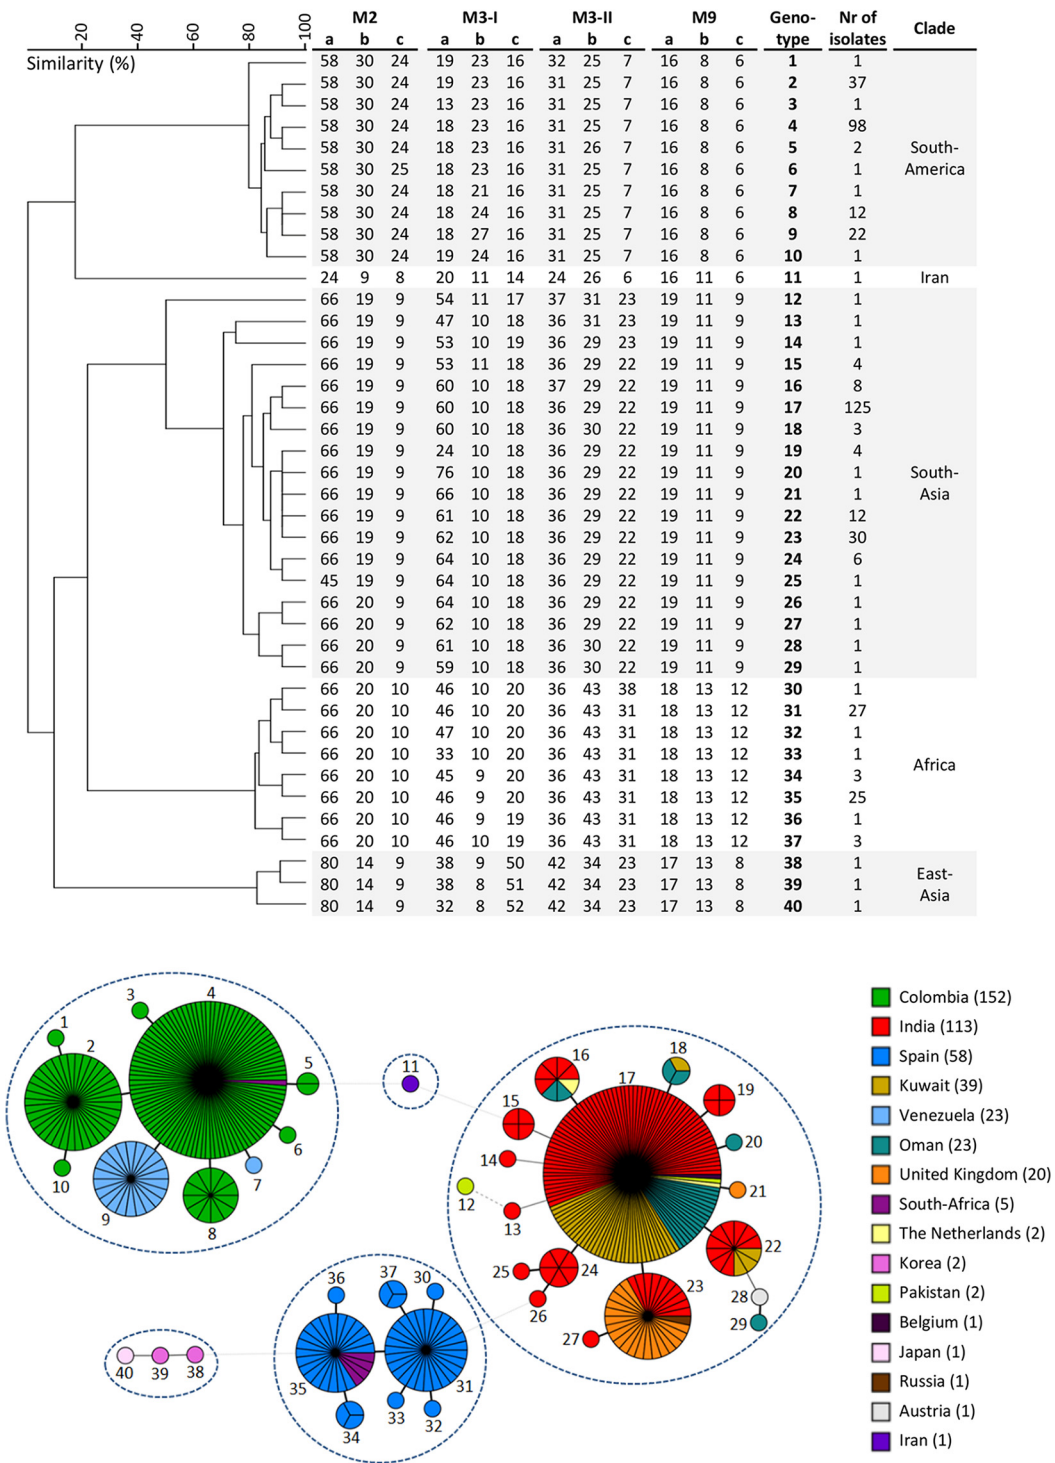 20 40 60 80 100
Similarity (%)
M2 M3-I M3-II M9 Geno- Nr of
a b c a b c a b c a b c type isolates Clade
58 30 24 19 23 16 32 25 7 16 8 6 1 1
58 30 24 19 23 16 31 25 7 16 8 6 2 37
58 30 24 13 23 16 31 25 7 16 8 6 3 1
58 30 24 18 23 16 31 25 7 16 8 6 4 98
58 30 24 18 23 16 31 26 7 16 8 6 5 2 South-
58 30 25 18 23 16 31 25 7 16 8 6 6 1 America
58 30 24 18 21 16 31 25 7 16 8 6 7 1
58 30 24 18 24 16 31 25 7 16 8 6 8 12
58 30 24 18 27 16 31 25 7 16 8 6 9 22
58 30 24 19 24 16 31 25 7 16 8 6 10 1
24 9 8 20 11 14 24 26 6 16 11 6 11 1 Iran
66 19 9 54 11 17 37 31 23 19 11 9 12 1
66 19 9 47 10 18 36 31 23 19 11 9 13 1
66 19 9 53 10 19 36 29 23 19 11 9 14 1
66 19 9 53 11 18 36 29 22 19 11 9 15 4
66 19 9 60 10 18 37 29 22 19 11 9 16 8
66 19 9 60 10 18 36 29 22 19 11 9 17 125
66 19 9 60 10 18 36 30 22 19 11 9 18 3
66 19 9 24 10 18 36 29 22 19 11 9 19 4
66 19 9 76 10 18 36 29 22 19 11 9 20 1 South-
66 19 9 66 10 18 36 29 22 19 11 9 21 1 Asia
66 19 9 61 10 18 36 29 22 19 11 9 22 12
66 19 9 62 10 18 36 29 22 19 11 9 23 30
66 19 9 64 10 18 36 29 22 19 11 9 24 6
45 19 9 64 10 18 36 29 22 19 11 9 25 1
66 20 9 64 10 18 36 29 22 19 11 9 26 1
66 20 9 62 10 18 36 29 22 19 11 9 27 1
66 20 9 61 10 18 36 30 22 19 11 9 28 1
66 20 9 59 10 18 36 30 22 19 11 9 29 1
66 20 10 46 10 20 36 43 38 18 13 12 30 1
66 20 10 46 10 20 36 43 31 18 13 12 31 27
66 20 10 47 10 20 36 43 31 18 13 12 32 1
66 20 10 33 10 20 36 43 31 18 13 12 33 1 Africa
66 20 10 45 9 20 36 43 31 18 13 12 34 3
66 20 10 46 9 20 36 43 31 18 13 12 35 25
66 20 10 46 9 19 36 43 31 18 13 12 36 1
66 20 10 46 10 19 36 43 31 18 13 12 37 3
80 14 9 38 9 50 42 34 23 17 13 8 38 1 East-
80 14 9 38 8 51 42 34 23 17 13 8 39 1 Asia
80 14 9 32 8 52 42 34 23 17 13 8 40 1
1 2 3 4 5
6 7 8 9 10
11
12 13 14 15 16 17 18 19 20 21
22 23 24 25 26 27 28 29
30 31 32 33 34 35 36 37
40 39 38
Colombia (152)
India (113)
Spain (58)
Kuwait (39)
Venezuela (23)
Oman (23)
United Kingdom (20)
South-Africa (5)
The Netherlands (2)
Korea (2)
Pakistan (2)
Belgium (1)
Japan (1)
Russia (1)
Austria (1)
Iran (1)